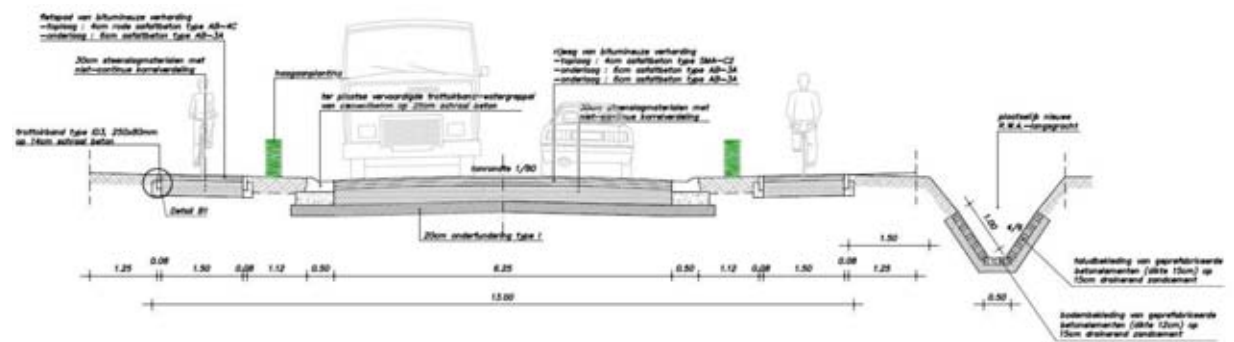 fietspad van bitumineuze verharding
-toplaag : 4cm rode asfaltbeton type AB-4C
-onderlaag : 6cm asfaltbeton type AB-3A
30cm steenslagmaterialen met
niet-continue korrelverdeling
haagaanplanting
ter plaatse vervaardigde trottoirband-watergreppel
van cementbeton op 20cm schraal beton
trottoirband type ID3, 250x80mm
op 14cm schraal beton
Detail B1
rijweg van bitumineuze verharding
-toplaag : 4cm asfaltbeton type SMA-C2
-onderlaag : 6cm asfaltbeton type AB-3A
-onderlaag : 6cm asfaltbeton type AB-3A
steenslagmaterialen met
niet-continue korrelverdeling
tonrondte 1/80
20cm onderfundering type I
plaatselijk nieuwe
R.W.A.-langsgracht
1.00
4/6
1.50
taludbekleding van geprefabriceerde
betonelementen (dikte 15cm) op
15cm drainerend zandcement
1.25 0.08 1.50 0.08 1.12 0.50 6.25 0.50 1.12 0.08 1.50 0.08 1.25
13.00
0.50
bodembekleding van geprefabriceerde
betonelementen (dikte 12cm) op
15cm drainerend zandcement